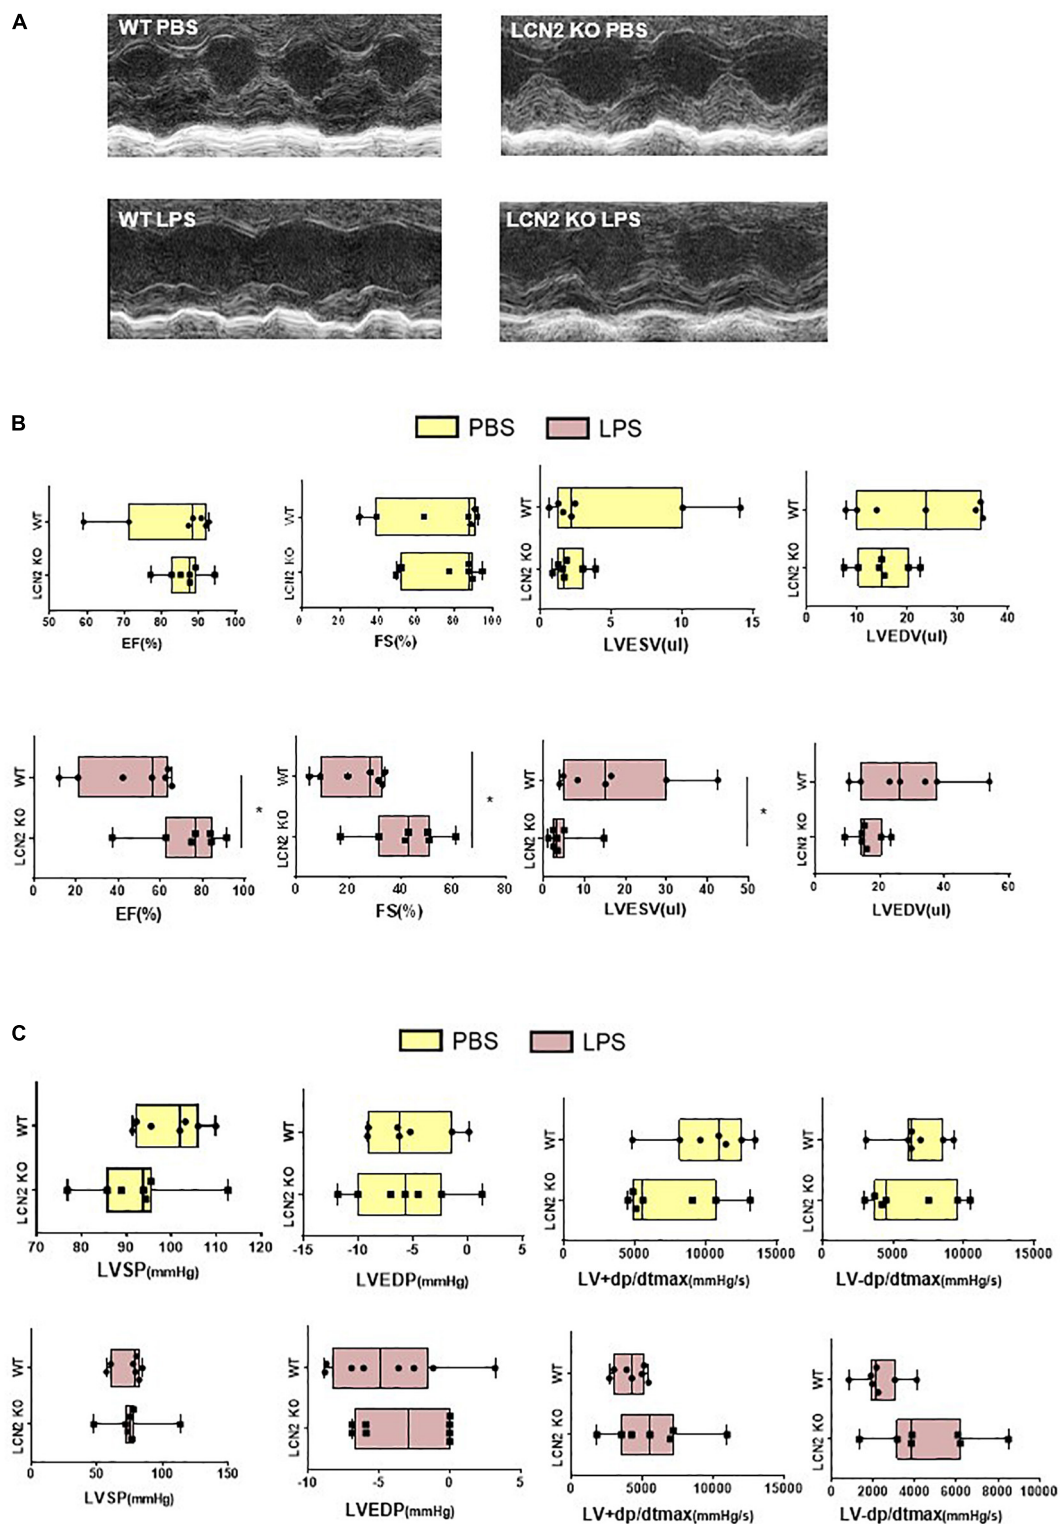 A
WT PBS
LCN2 KO PBS
WT LPS
LCN2 KO LPS
B
PBS LPS
WT
LCN2 KO
50 60 70 80 90 100
EF(%)
WT
LCN2 KO
0 20 40 60 80 100
FS(%)
WT
LCN2 KO
0 5 10 15
LVESV(ul)
WT
LCN2 KO
0 10 20 30 40
LVEDV(ul)
WT
LCN2 KO
*
0 20 40 60 80 100
EF(%)
WT
LCN2 KO
*
0 20 40 60 80
FS(%)
WT
LCN2 KO
*
0 10 20 30 40 50
LVESV(ul)
WT
LCN2 KO
0 20 40 60
LVEDV(ul)
C
PBS LPS
WT
LCN2 KO
70 80 90 100 110 120
LVSP(mmHg)
WT
LCN2 KO
-15 -10 -5 0 5
LVEDP(mmHg)
WT
LCN2 KO
0 5000 10000 15000
LV+dp/dtmax(mmHg/s)
WT
LCN2 KO
0 5000 10000 15000
LV-dp/dtmax(mmHg/s)
WT
LCN2 KO
0 50 100 150
LVSP(mmHg)
WT
LCN2 KO
-10 -5 0 5
LVEDP(mmHg)
WT
LCN2 KO
0 5000 10000 15000
LV+dp/dtmax(mmHg/s)
WT
LCN2 KO
0 2000 4000 6000 8000 10000
LV-dp/dtmax(mmHg/s)